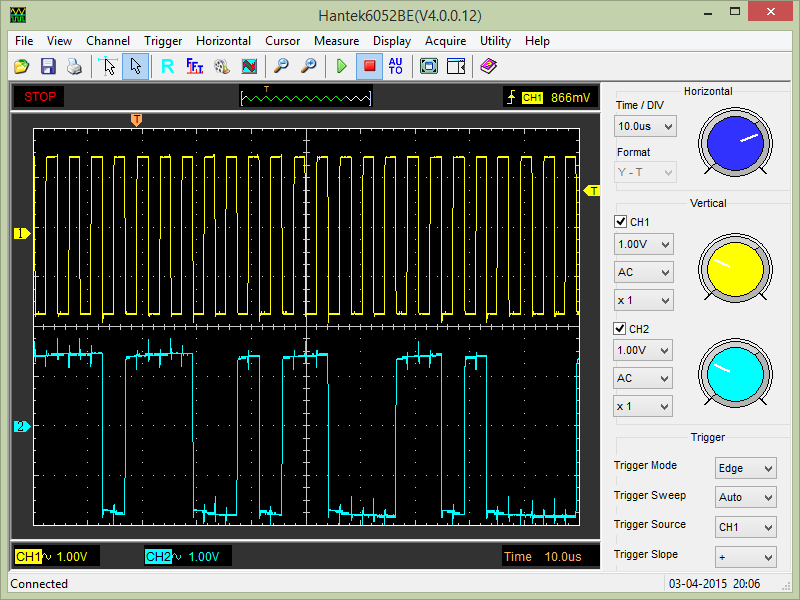 Hantek6052BE(V4.0.0.12)
File View Channel Trigger Horizontal Cursor Measure Display Acquire Utility Help
R FFT AUTO
STOP T CH1 866mV
T
T
1
2
CH1 1.00V CH2 1.00V Time 10.0us
Horizontal
Time / DIV
10.0us
Format
Y - T
Vertical
CH1
1.00V
AC
x 1
CH2
1.00V
AC
x 1
Trigger
Trigger Mode Edge
Trigger Sweep Auto
Trigger Source CH1
Trigger Slope +
Connected 03-04-2015 20:06